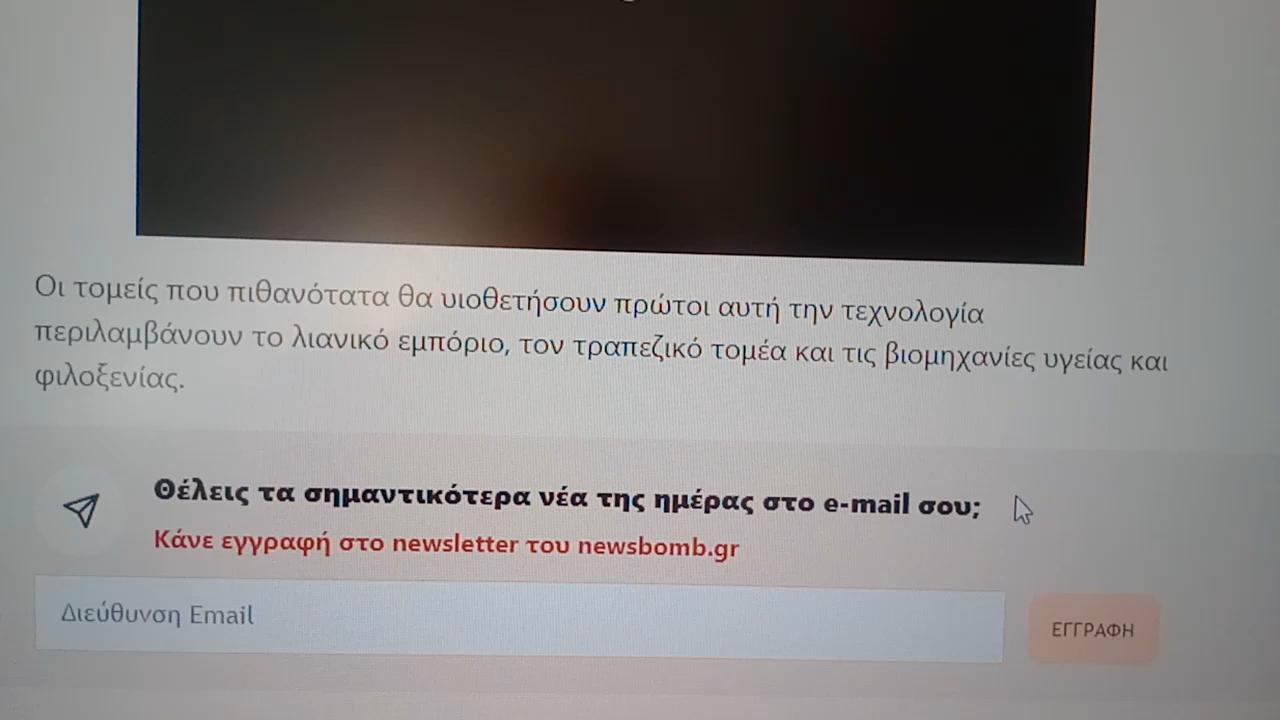 Οι τομείς που πιθανότατα θα υιοθετήσουν πρώτοι αυτή την τεχνολογία
περιλαμβάνουν το λιανικό εμπόριο, τον τραπεζικό τομέα και τις βιομηχανίες υγείας και
φιλοξενίας.
Θέλεις τα σημαντικότερα νέα της ημέρας στο e-mail σου;
Κάνε εγγραφή στο newsletter του newsbomb.gr
Διεύθυνση Email
ΕΓΓΡΑΦΗ